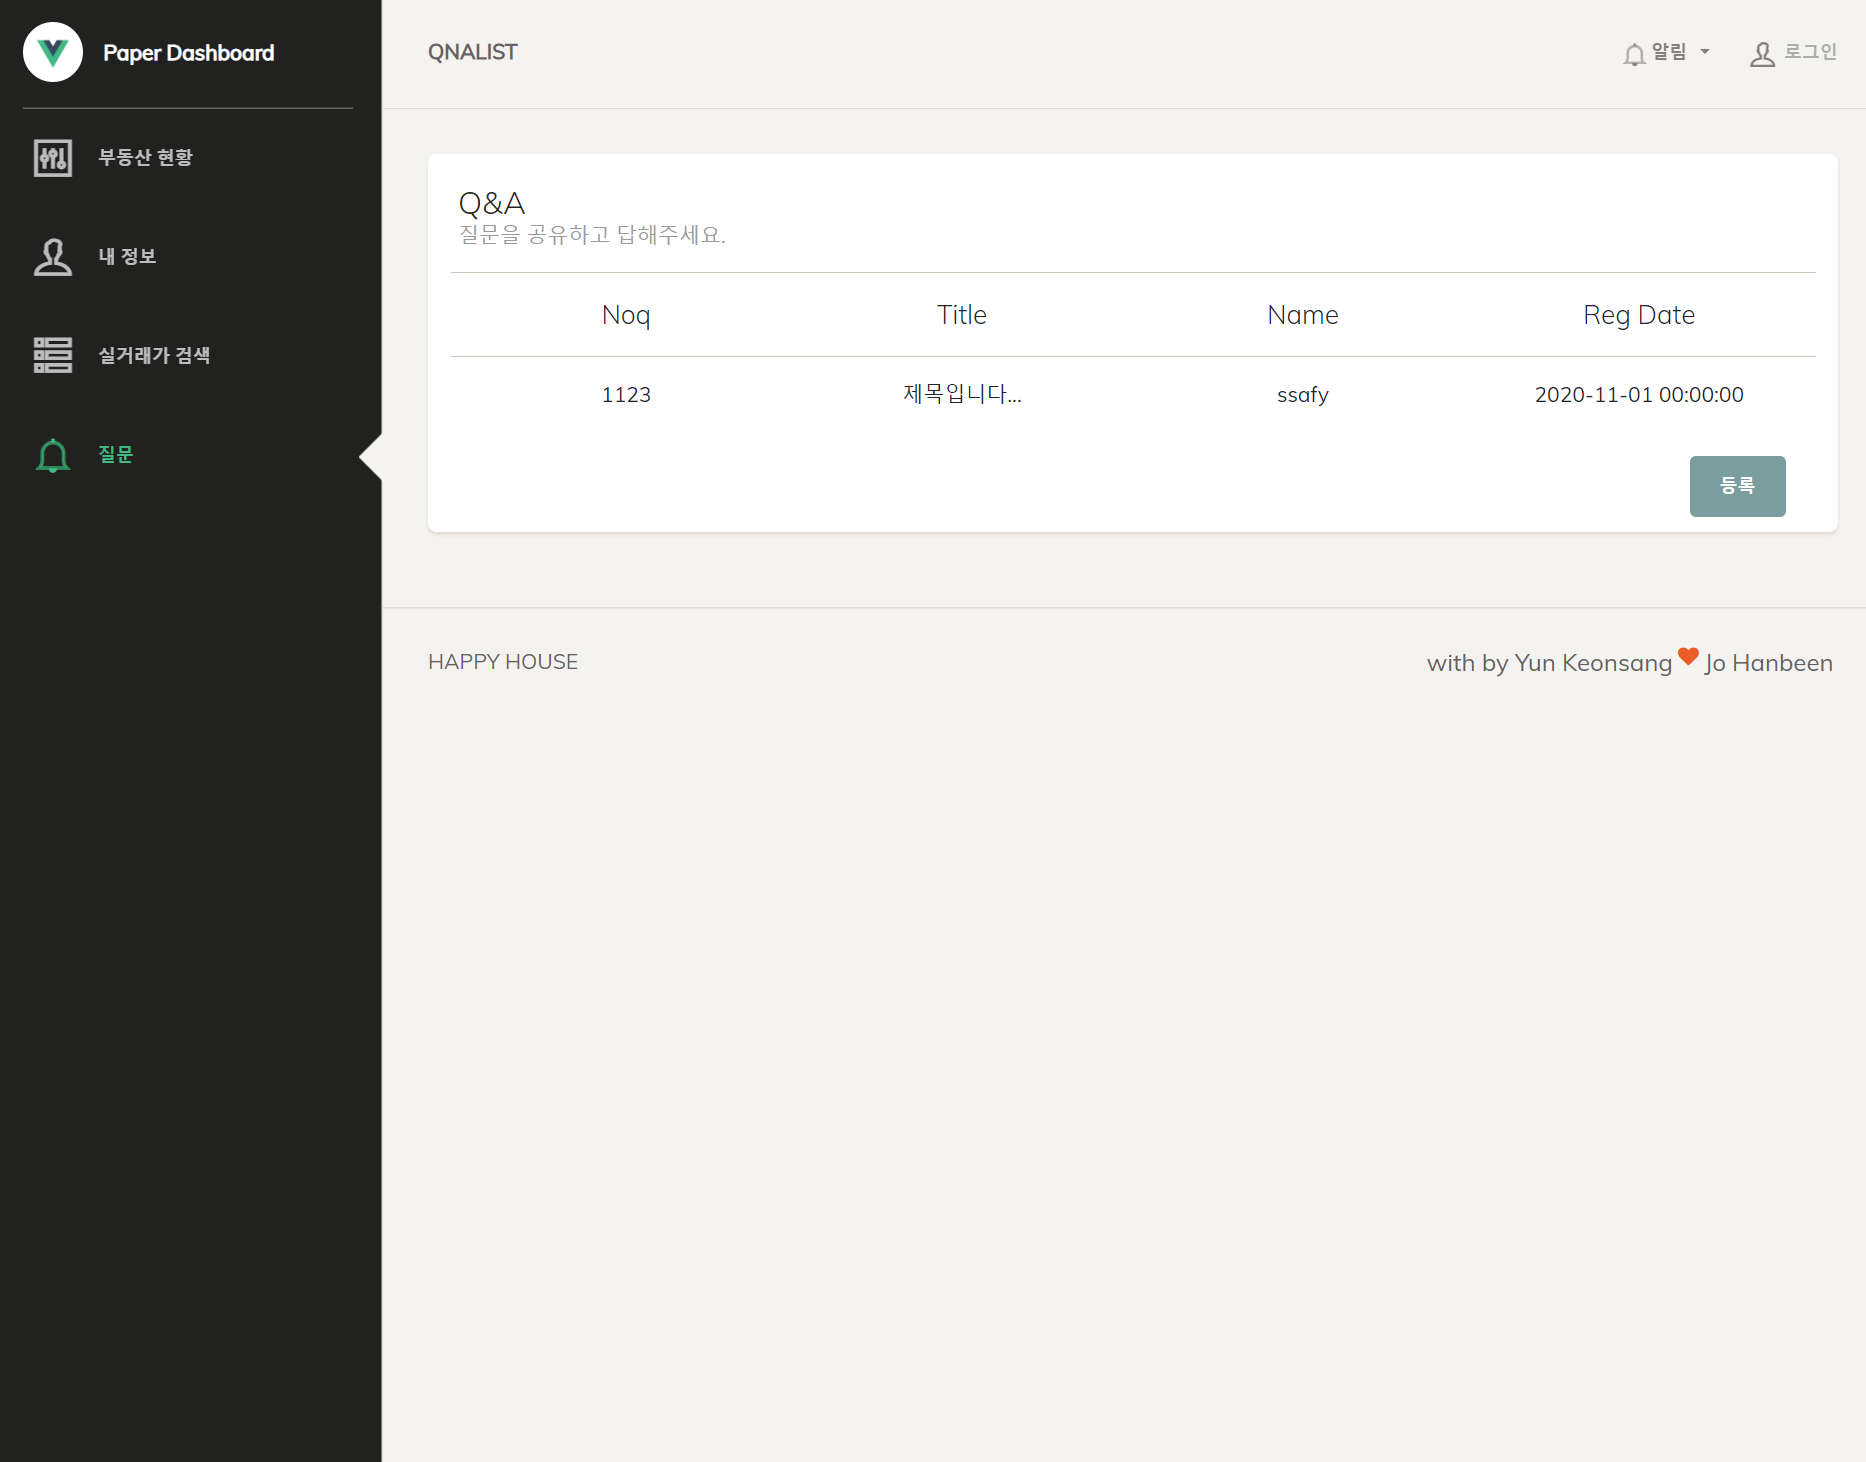 Paper Dashboard
부동산 현황
내 정보
실거래가 검색
질문
QNALIST
알림
로그인
Q&A
질문을 공유하고 답해주세요.
Noq Title Name Reg Date
1123 제목입니다... ssafy 2020-11-01 00:00:00
등록
HAPPY HOUSE
with by Yun Keonsang Jo Hanbeen